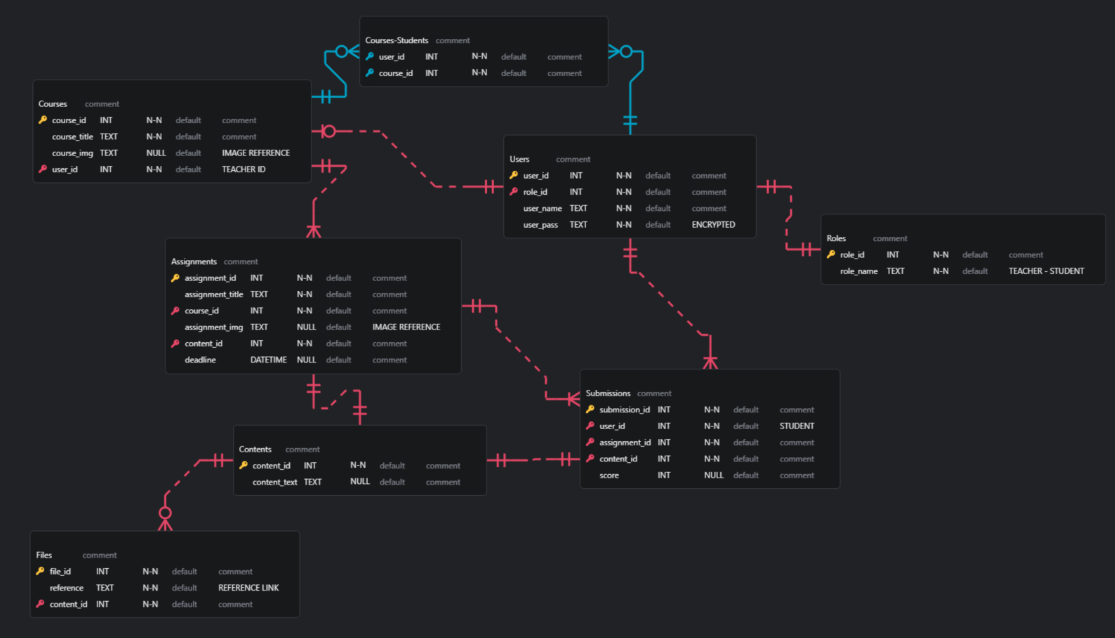 Courses-Students comment
user_id INT N-N default comment
course_id INT N-N default comment
Courses comment
course_id INT N-N default comment
course_title TEXT N-N default comment
course_img TEXT NULL default IMAGE REFERENCE
user_id INT N-N default TEACHER ID
Users comment
user_id INT N-N default comment
role_id INT N-N default comment
user_name TEXT N-N default comment
user_pass TEXT N-N default ENCRYPTED
Roles comment
role_id INT N-N default comment
role_name TEXT N-N default TEACHER - STUDENT
Assignments comment
assignment_id INT N-N default comment
assignment_title TEXT N-N default comment
course_id INT N-N default comment
assignment_img TEXT NULL default IMAGE REFERENCE
content_id INT N-N default comment
deadline DATETIME NULL default comment
Submissions comment
submission_id INT N-N default comment
user_id INT N-N default STUDENT
assignment_id INT N-N default comment
content_id INT N-N default comment
score INT NULL default comment
Contents comment
content_id INT N-N default comment
content_text TEXT NULL default comment
Files comment
file_id INT N-N default comment
reference TEXT N-N default REFERENCE LINK
content_id INT N-N default comment